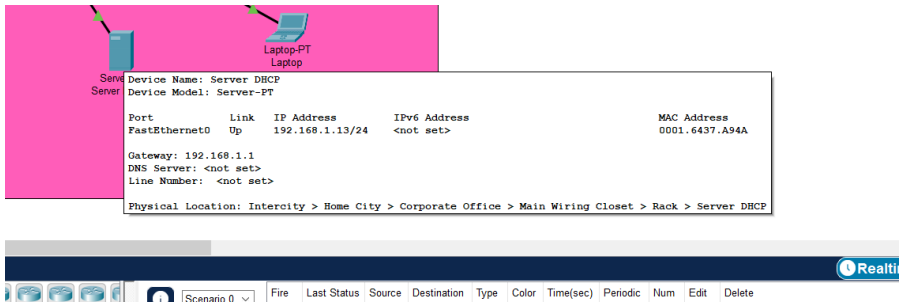 Laptop-PT
Laptop
Serve
Server
Device Name: Server DHCP
Device Model: Server-PT
Port Link IP Address IPv6 Address MAC Address
FastEthernet0 Up 192.168.1.13/24 <not set> 0001.6437.A94A
Gateway: 192.168.1.1
DNS Server: <not set>
Line Number: <not set>
Physical Location: Intercity > Home City > Corporate Office > Main Wiring Closet > Rack > Server DHCP
Realti
Scenario 0 Fire Last Status Source Destination Type Color Time(sec) Periodic Num Edit Delete